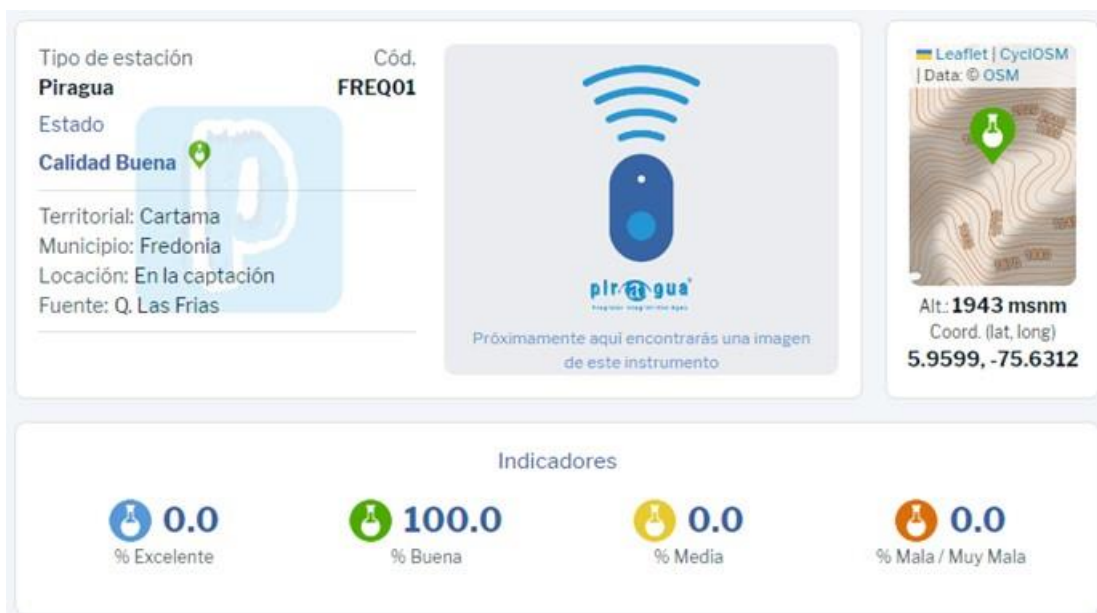 Tipo de estación
Cód.
Piragua
FREQ01
Estado
Calidad Buena
Territorial: Cartama
Municipio: Fredonia
Locación: En la captación
Fuente: Q. Las Frias
piragua
Próximamente aquí encontrarás una imagen
de este instrumento
Leaflet | CyclOSM
| Data: © OSM
Alt.: 1943 msnm
Coord. (lat, long)
5.9599, -75.6312
Indicadores
0.0
% Excelente
100.0
% Buena
0.0
% Media
0.0
% Mala / Muy Mala